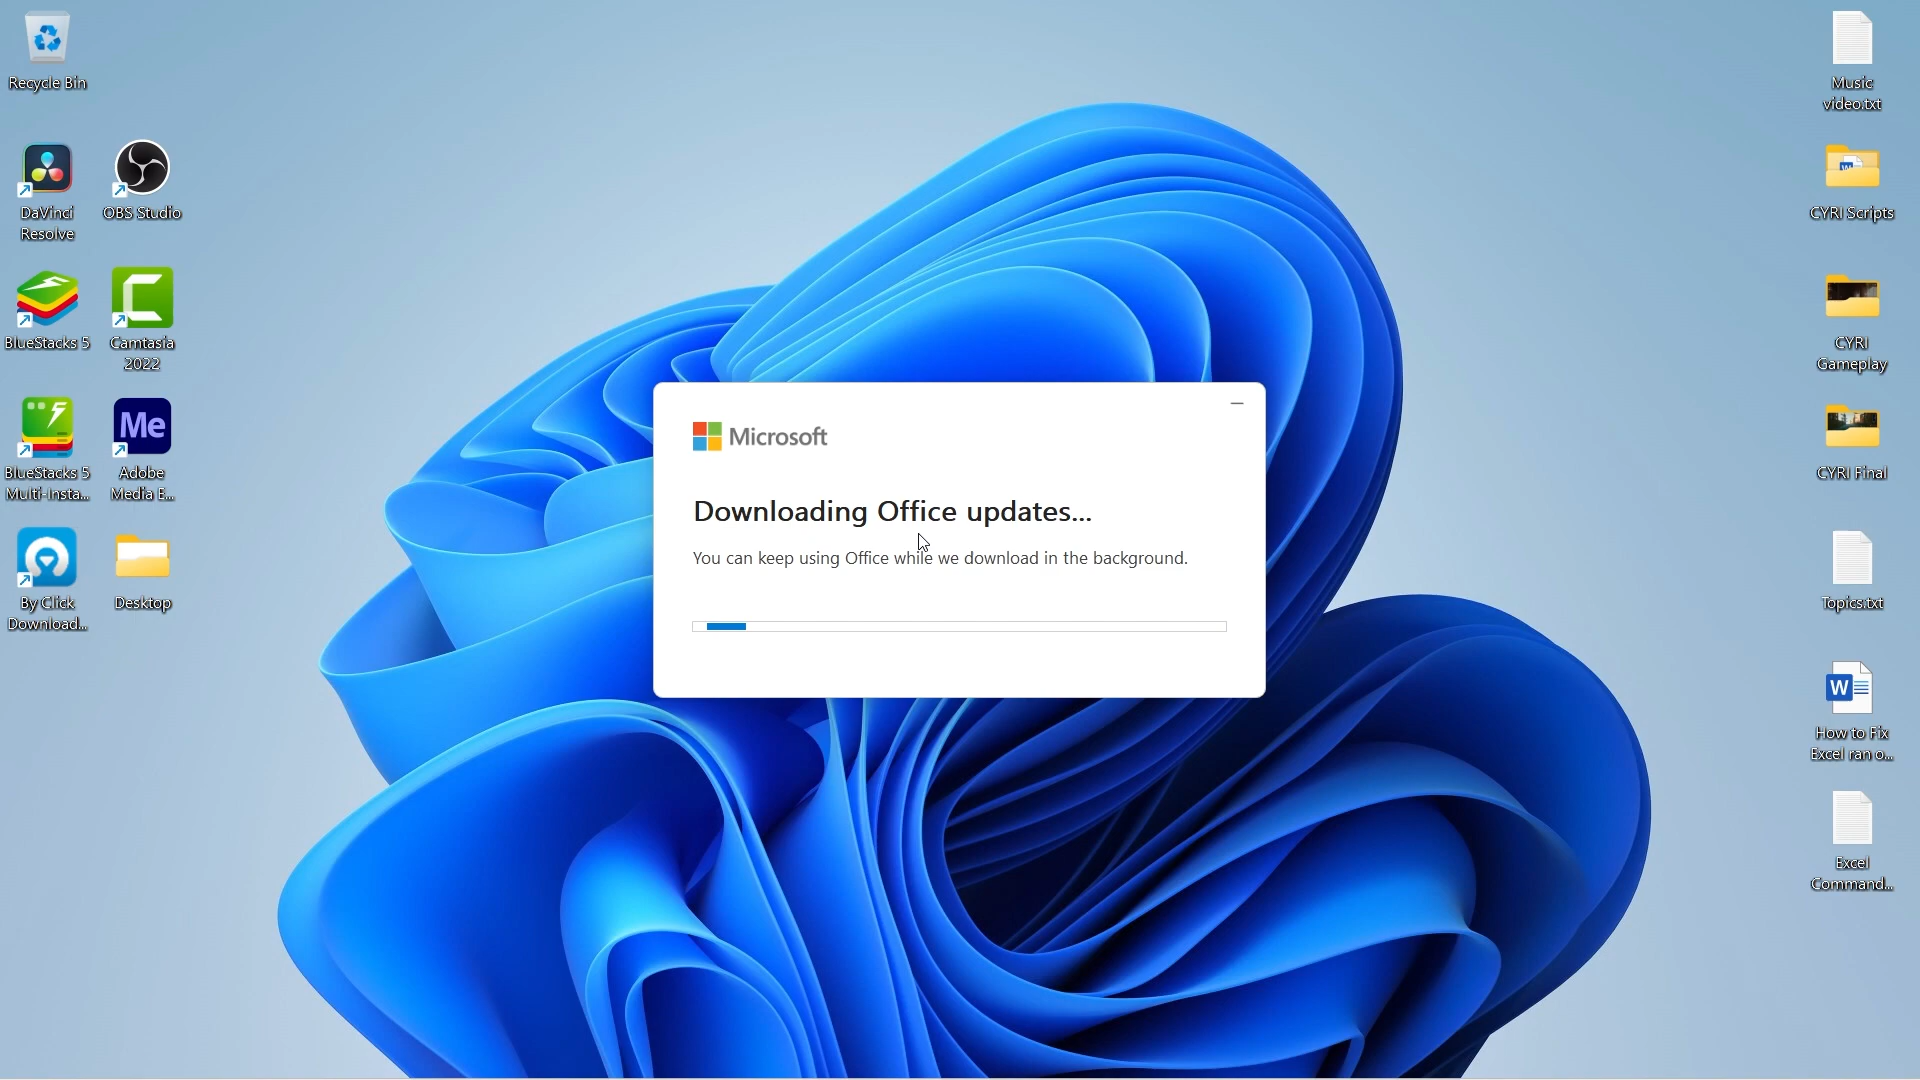 Recycle Bin
DaVinci
Resolve
OBS Studio
BlueStacks 5
Camtasia
2022
BlueStacks 5
Multi-Insta...
Me
Adobe
Media E...
By Click
Download...
Desktop
Microsoft
Downloading Office updates...
You can keep using Office while we download in the background.
Music
video.txt
W
CYRI Scripts
CYRI
Gameplay
CYRI Final
Topics.txt
W
How to Fix
Excel ran o...
Excel
Command...